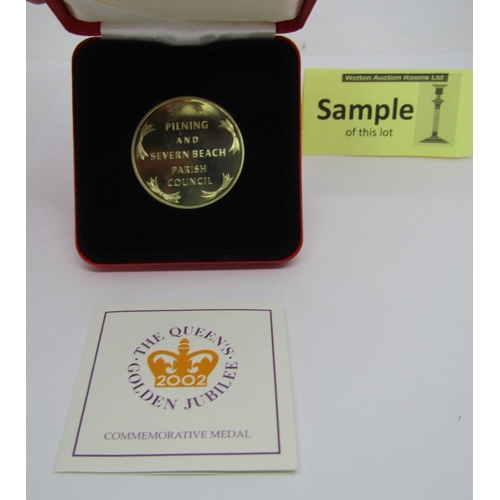 Wotton Auction Rooms Ltd
Sample
of this lot
PILNING
AND
SEVERN BEACH
PARISH
COUNCIL
· THE QUEEN'S ·
2002
GOLDEN JUBILEE
COMMEMORATIVE MEDAL